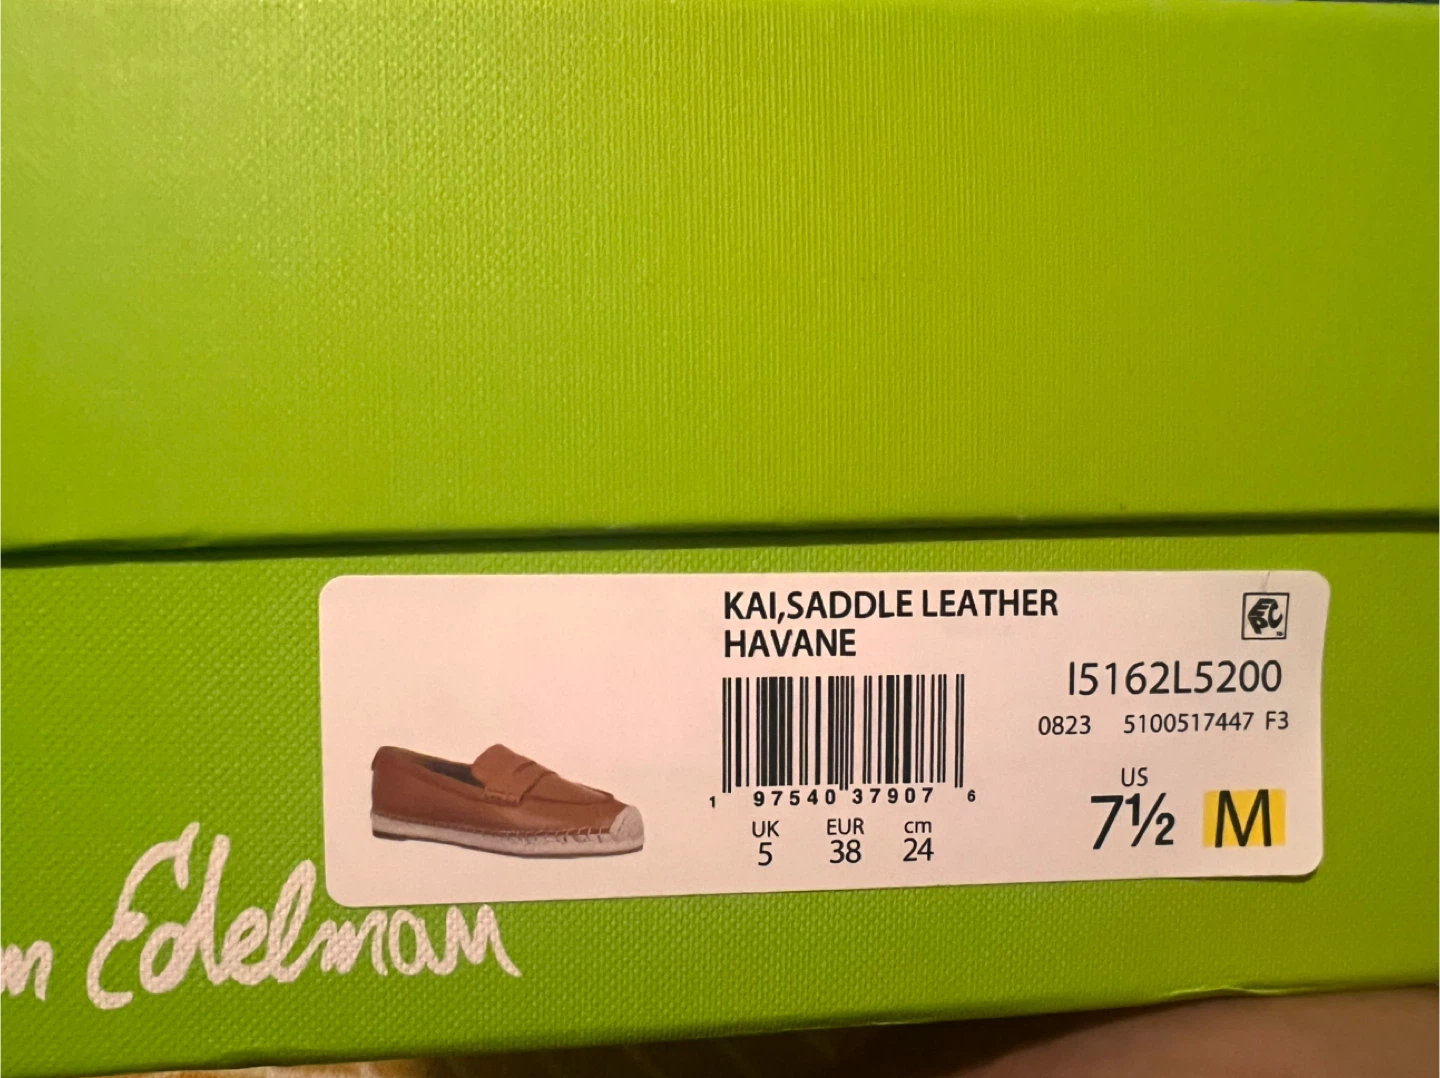 KAI,SADDLE LEATHER
HAVANE
I5162L5200
0823 5100517447 F3
1 97540 37907 6
UK EUR cm
5 38 24
US
7½ M
Edelman